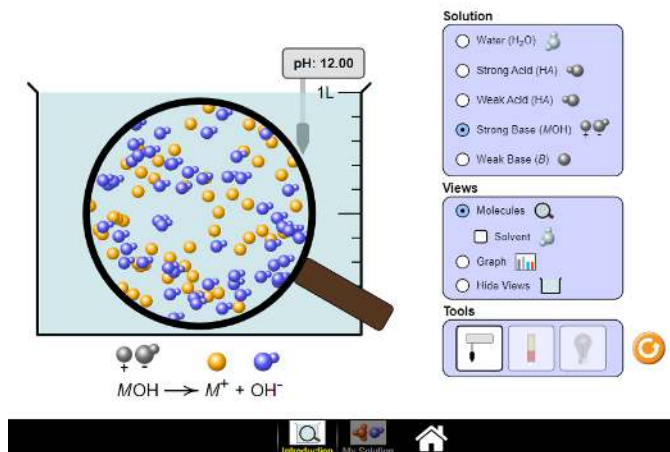 pH: 12.00
1L
MOH → M⁺ + OH⁻
Solution
Water (H₂O)
Strong Acid (HA)
Weak Acid (HA)
Strong Base (MOH)
+ -
Weak Base (B)
Views
Molecules
Solvent
Graph
Hide Views
Tools
+ -
Introduction
My Solution